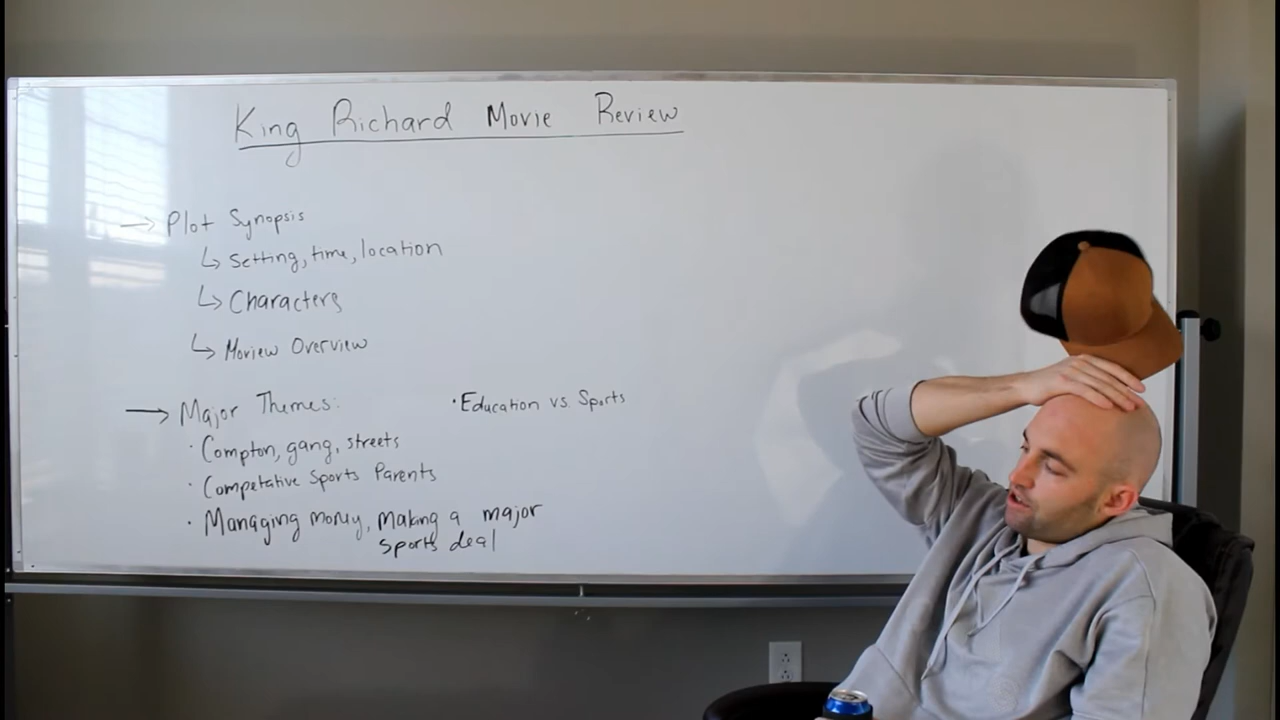 King Richard Movie Review
→ Plot Synopsis
↳ Setting, time, location
↳ Characters
↳ Moview Overview
→ Major Themes:
• Education vs. Sports
• Compton, gang, streets
• Competative Sports Parents
• Managing money, making a major
sports deal